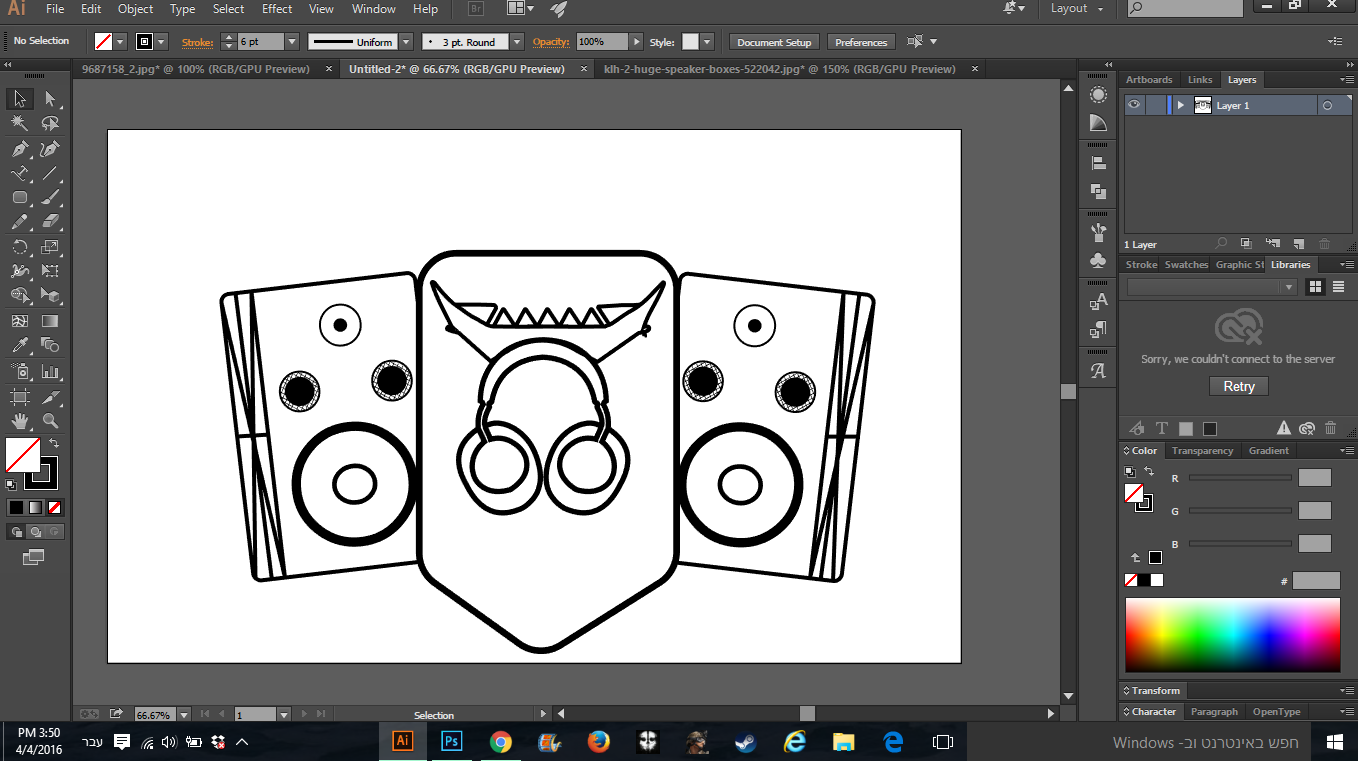 Ai File Edit Object Type Select Effect View Window Help Br Layout
No Selection Stroke: 6 pt Uniform 3 pt. Round Opacity: 100% Style: Document Setup Preferences
9687158_2.jpg* @ 100% (RGB/GPU Preview) × Untitled-2* @ 66.67% (RGB/GPU Preview) × klh-2-huge-speaker-boxes-522042.jpg* @ 150% (RGB/GPU Preview) ×
Artboards Links Layers
Layer 1
1 Layer
Stroke Swatches Graphic St Libraries
Sorry, we couldn't connect to the server
Retry
Color Transparency Gradient
R
G
B
#
Transform
Character Paragraph OpenType
66.67% 1 Selection
PM 3:50
4/4/2016
עבר
Ai Ps
חפש באינטרנט וב- Windows